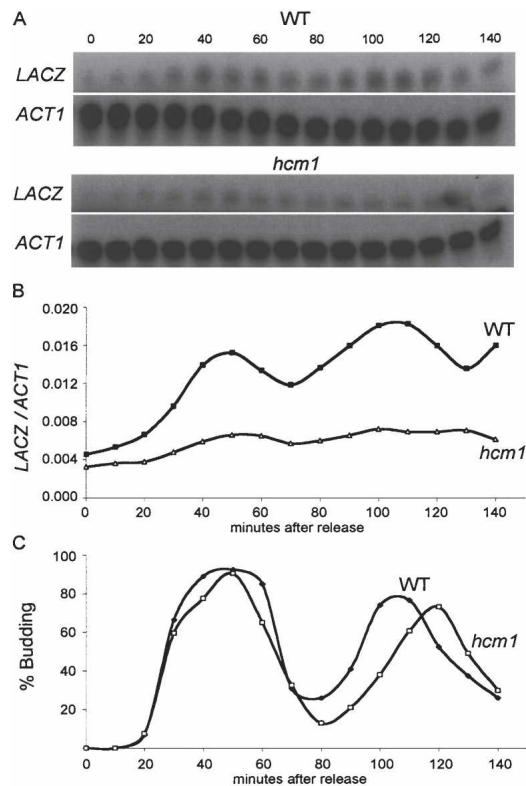 A
WT
0 20 40 60 80 100 120 140
LACZ
ACT1
hcm1
LACZ
ACT1
B
0.020
0.016
0.012
0.008
0.004
0.000
LACZ / ACT1
WT
hcm1
0 20 40 60 80 100 120 140
minutes after release
C
100
80
60
40
20
% Budding
WT
hcm1
0 20 40 60 80 100 120 140
minutes after release